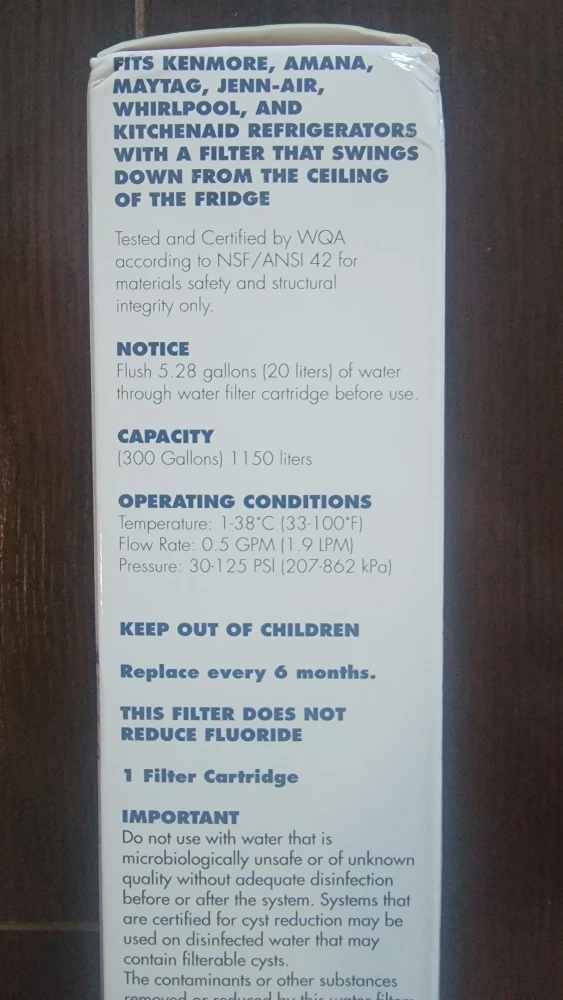 FITS KENMORE, AMANA,
MAYTAG, JENN-AIR,
WHIRLPOOL, AND
KITCHENAID REFRIGERATORS
WITH A FILTER THAT SWINGS
DOWN FROM THE CEILING
OF THE FRIDGE
Tested and Certified by WQA
according to NSF/ANSI 42 for
materials safety and structural
integrity only.
NOTICE
Flush 5.28 gallons (20 liters) of water
through water filter cartridge before use.
CAPACITY
(300 Gallons) 1150 liters
OPERATING CONDITIONS
Temperature: 1-38°C (33-100°F)
Flow Rate: 0.5 GPM (1.9 LPM)
Pressure: 30-125 PSI (207-862 kPa)
KEEP OUT OF CHILDREN
Replace every 6 months.
THIS FILTER DOES NOT
REDUCE FLUORIDE
1 Filter Cartridge
IMPORTANT
Do not use with water that is
microbiologically unsafe or of unknown
quality without adequate disinfection
before or after the system. Systems that
are certified for cyst reduction may be
used on disinfected water that may
contain filterable cysts.
The contaminants or other substances
removed or reduced by this water filter